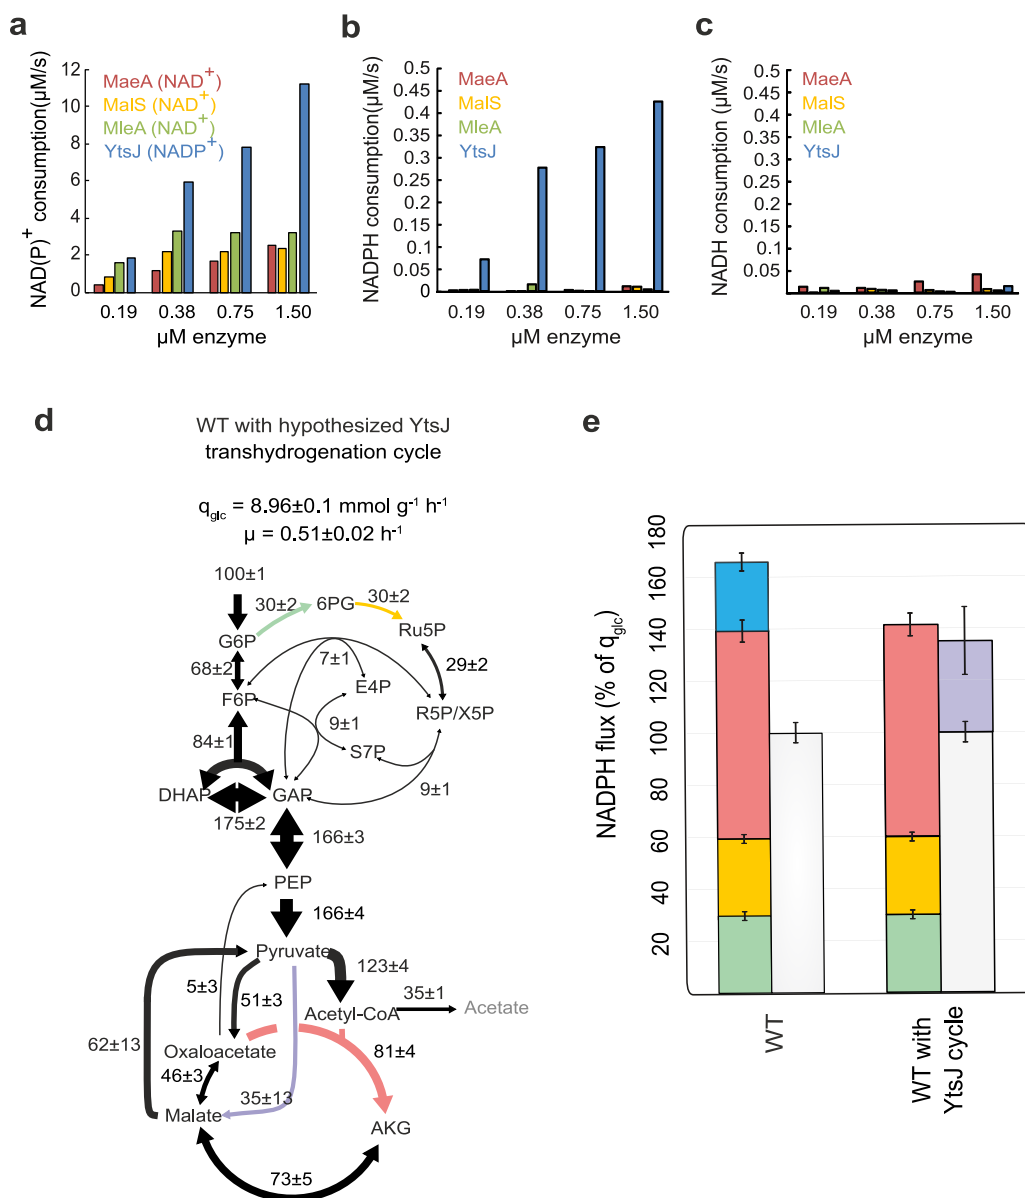 a
NAD(P)+ consumption(µM/s)
12
10
8
6
4
2
0
MaeA (NAD+)
MalS (NAD+)
MleA (NAD+)
YtsJ (NADP+)
0.19 0.38 0.75 1.50
µM enzyme
b
NADPH consumption(µM/s)
0.5
0.45
0.4
0.35
0.3
0.25
0.2
0.15
0.1
0.05
0
MaeA
MalS
MleA
YtsJ
0.19 0.38 0.75 1.50
µM enzyme
c
NADH consumption (µM/s)
0.5
0.45
0.4
0.35
0.3
0.25
0.2
0.15
0.1
0.05
MaeA
MalS
MleA
YtsJ
0.19 0.38 0.75 1.50
µM enzyme
d
WT with hypothesized YtsJ
transhydrogenation cycle
qglc = 8.96±0.1 mmol g-1 h-1
µ = 0.51±0.02 h-1
100±1
30±2 6PG 30±2
G6P Ru5P
68±2 7±1 29±2
F6P E4P R5P/X5P
84±1 9±1 S7P
DHAP GAP 9±1
175±2
166±3
PEP
166±4
Pyruvate
123±4
5±3 51±3 Acetyl-CoA 35±1 Acetate
62±13 Oxaloacetate 81±4
46±3
35±13
Malate AKG
73±5
e
NADPH flux (% of qglc)
180
160
140
120
100
80
60
40
20
WT
WT with
YtsJ cycle